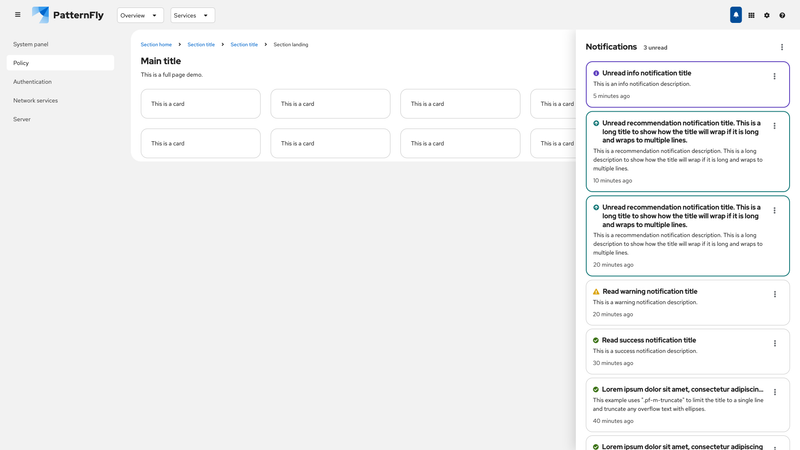 PatternFly
Overview
Services
System panel
Policy
Authentication
Network services
Server
Section home
Section title
Section title
Section landing
Main title
This is a full page demo.
This is a card
This is a card
This is a card
This is a card
This is a card
This is a card
This is a card
This is a card
Notifications 3 unread
Unread info notification title
This is an info notification description.
5 minutes ago
Unread recommendation notification title. This is a
long title to show how the title will wrap if it is long
and wraps to multiple lines.
This is a recommendation notification description. This is a long
description to show how the title will wrap if it is long and wraps to
multiple lines.
10 minutes ago
Unread recommendation notification title. This is a
long title to show how the title will wrap if it is long
and wraps to multiple lines.
This is a recommendation notification description. This is a long
description to show how the title will wrap if it is long and wraps to
multiple lines.
20 minutes ago
Read warning notification title
This is a warning notification description.
20 minutes ago
Read success notification title
This is a success notification description.
30 minutes ago
Lorem ipsum dolor sit amet, consectetur adipiscin...
This example uses ".pf-m-truncate" to limit the title to a single line
and truncate any overflow text with ellipses.
40 minutes ago
Lorem ipsum dolor sit amet, consectetur adipiscing